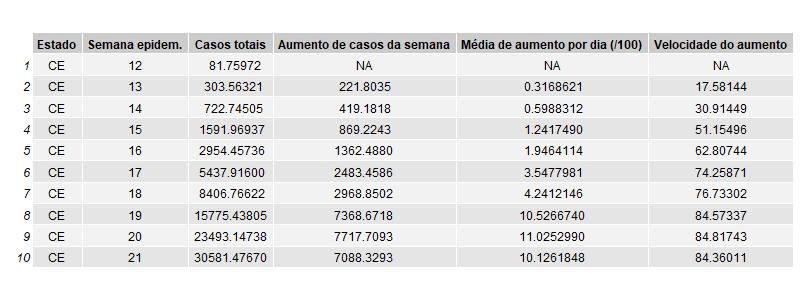 Estado Semana epidem. Casos totais Aumento de casos da semana Média de aumento por dia (/100) Velocidade do aumento
1 CE 12 81.75972 NA NA NA
2 CE 13 303.56321 221.8035 0.3168621 17.58144
3 CE 14 722.74505 419.1818 0.5988312 30.91449
4 CE 15 1591.96937 869.2243 1.2417490 51.15496
5 CE 16 2954.45736 1362.4880 1.9464114 62.80744
6 CE 17 5437.91600 2483.4586 3.5477981 74.25871
7 CE 18 8406.76622 2968.8502 4.2412146 76.73302
8 CE 19 15775.43805 7368.6718 10.5266740 84.57337
9 CE 20 23493.14738 7717.7093 11.0252990 84.81743
10 CE 21 30581.47670 7088.3293 10.1261848 84.36011